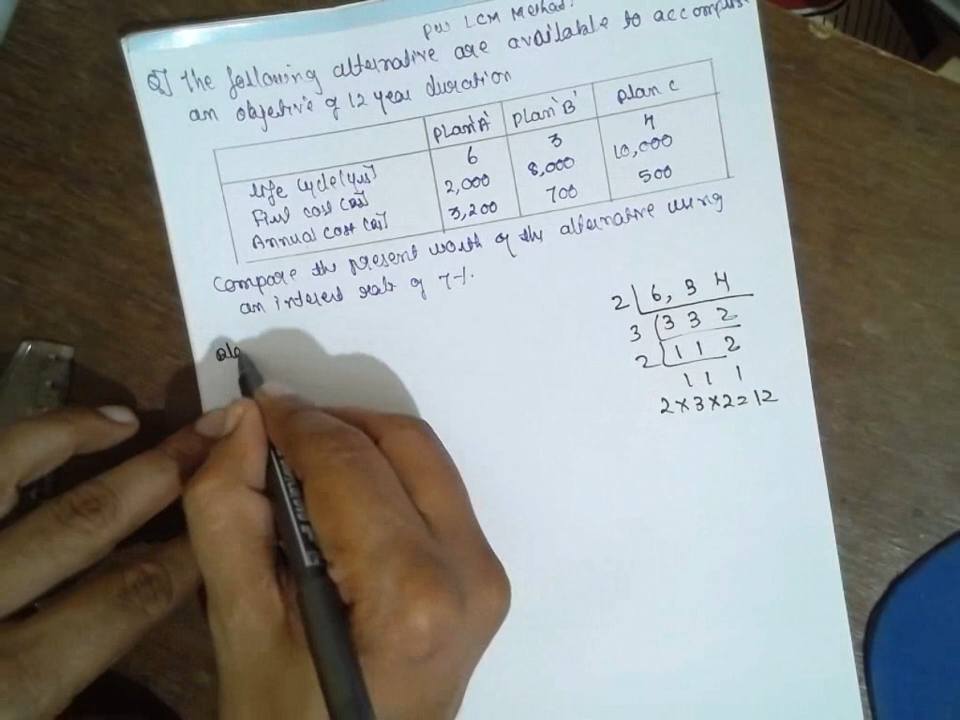 PW LCM Method.
Q] The following alternative are available to accomplis
an objective of 12 year duration
Plan 'A' Plan 'B' Plan C
Life cycle (yrs) 6 3 4
First cost (Rs) 2,000 8,000 10,000
Annual cost (Rs) 3,200 700 500
Compare the present worth of the alternative using
an interest rate of 7%.
2 6, 3 4
3 3 3 2
2 1 1 2
1 1 1
2×3×2=12